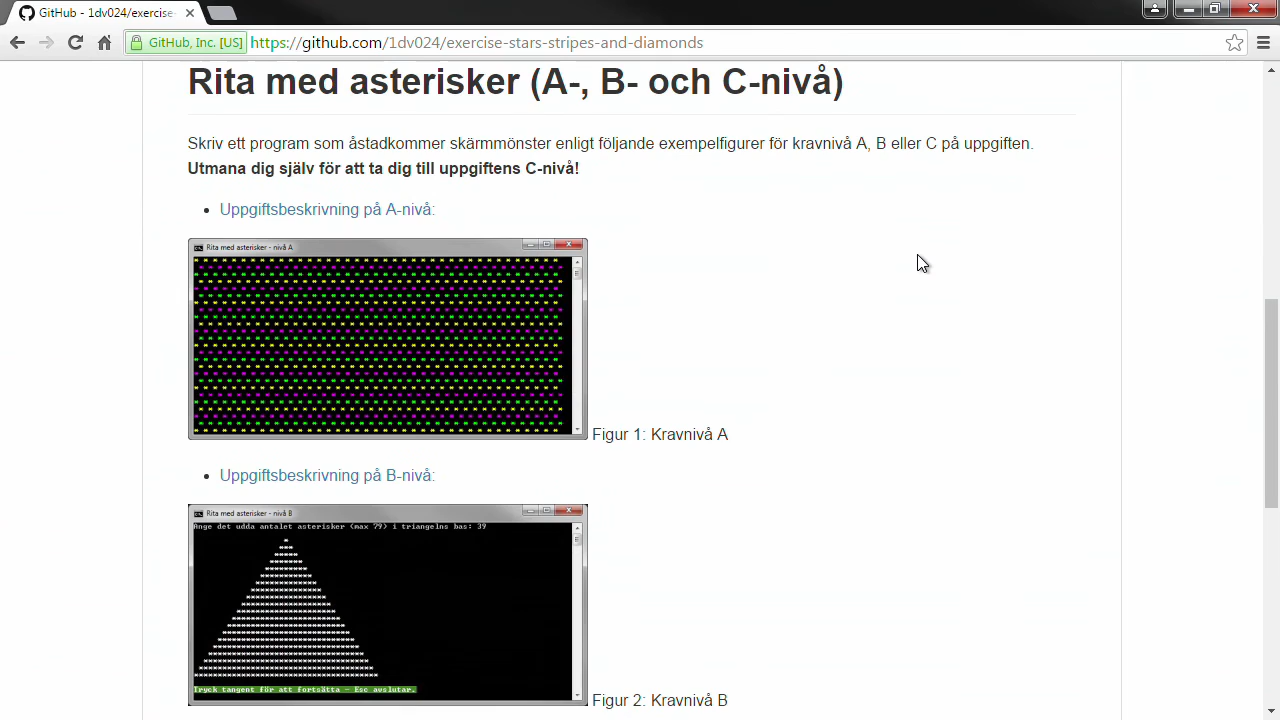 GitHub - 1dv024/exercise
GitHub, Inc. [US]
https://github.com/1dv024/exercise-stars-stripes-and-diamonds
Rita med asterisker (A-, B- och C-nivå)
Skriv ett program som åstadkommer skärmmönster enligt följande exempelfigurer för kravnivå A, B eller C på uppgiften.
Utmana dig själv för att ta dig till uppgiftens C-nivå!
Uppgiftsbeskrivning på A-nivå:
Rita med asterisker - nivå A
Figur 1: Kravnivå A
Uppgiftsbeskrivning på B-nivå:
Rita med asterisker - nivå B
Ange det udda antalet asterisker (max 79) i triangelns bas: 39
Tryck tangent för att fortsätta - Esc avslutar.
Figur 2: Kravnivå B